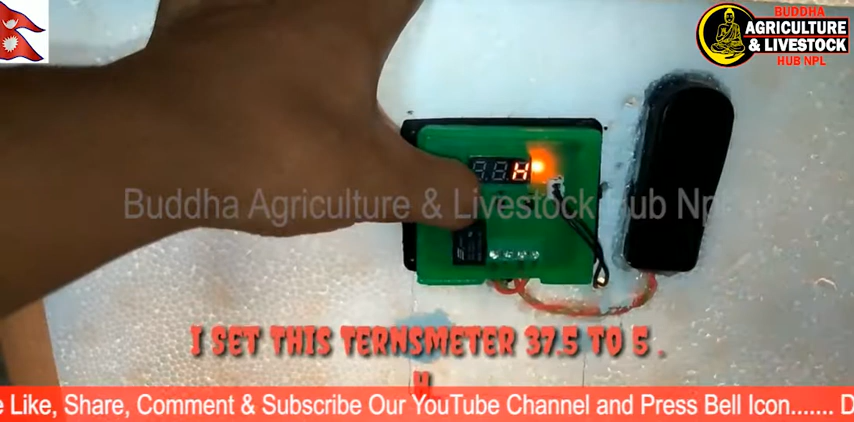 BUDDHA
AGRICULTURE
& LIVESTOCK
HUB NPL
H
Buddha Agriculture & Livestock Hub Npl
I SET THIS TERNSMETER 37.5 TO 5 .
H
e Like, Share, Comment & Subscribe Our YouTube Channel and Press Bell Icon....... D